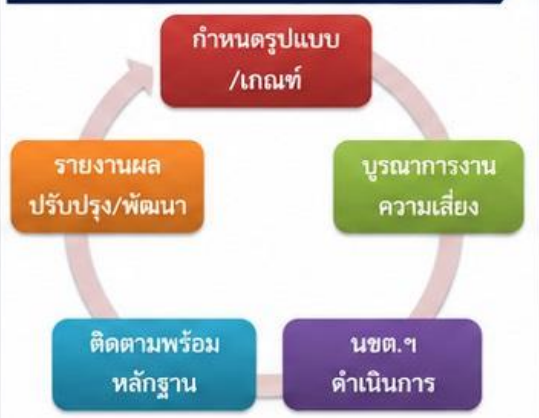 กำหนดรูปแบบ
/เกณฑ์
บูรณาการงาน
ความเสี่ยง
นขต.ฯ
ดำเนินการ
ติดตามพร้อม
หลักฐาน
รายงานผล
ปรับปรุง/พัฒนา